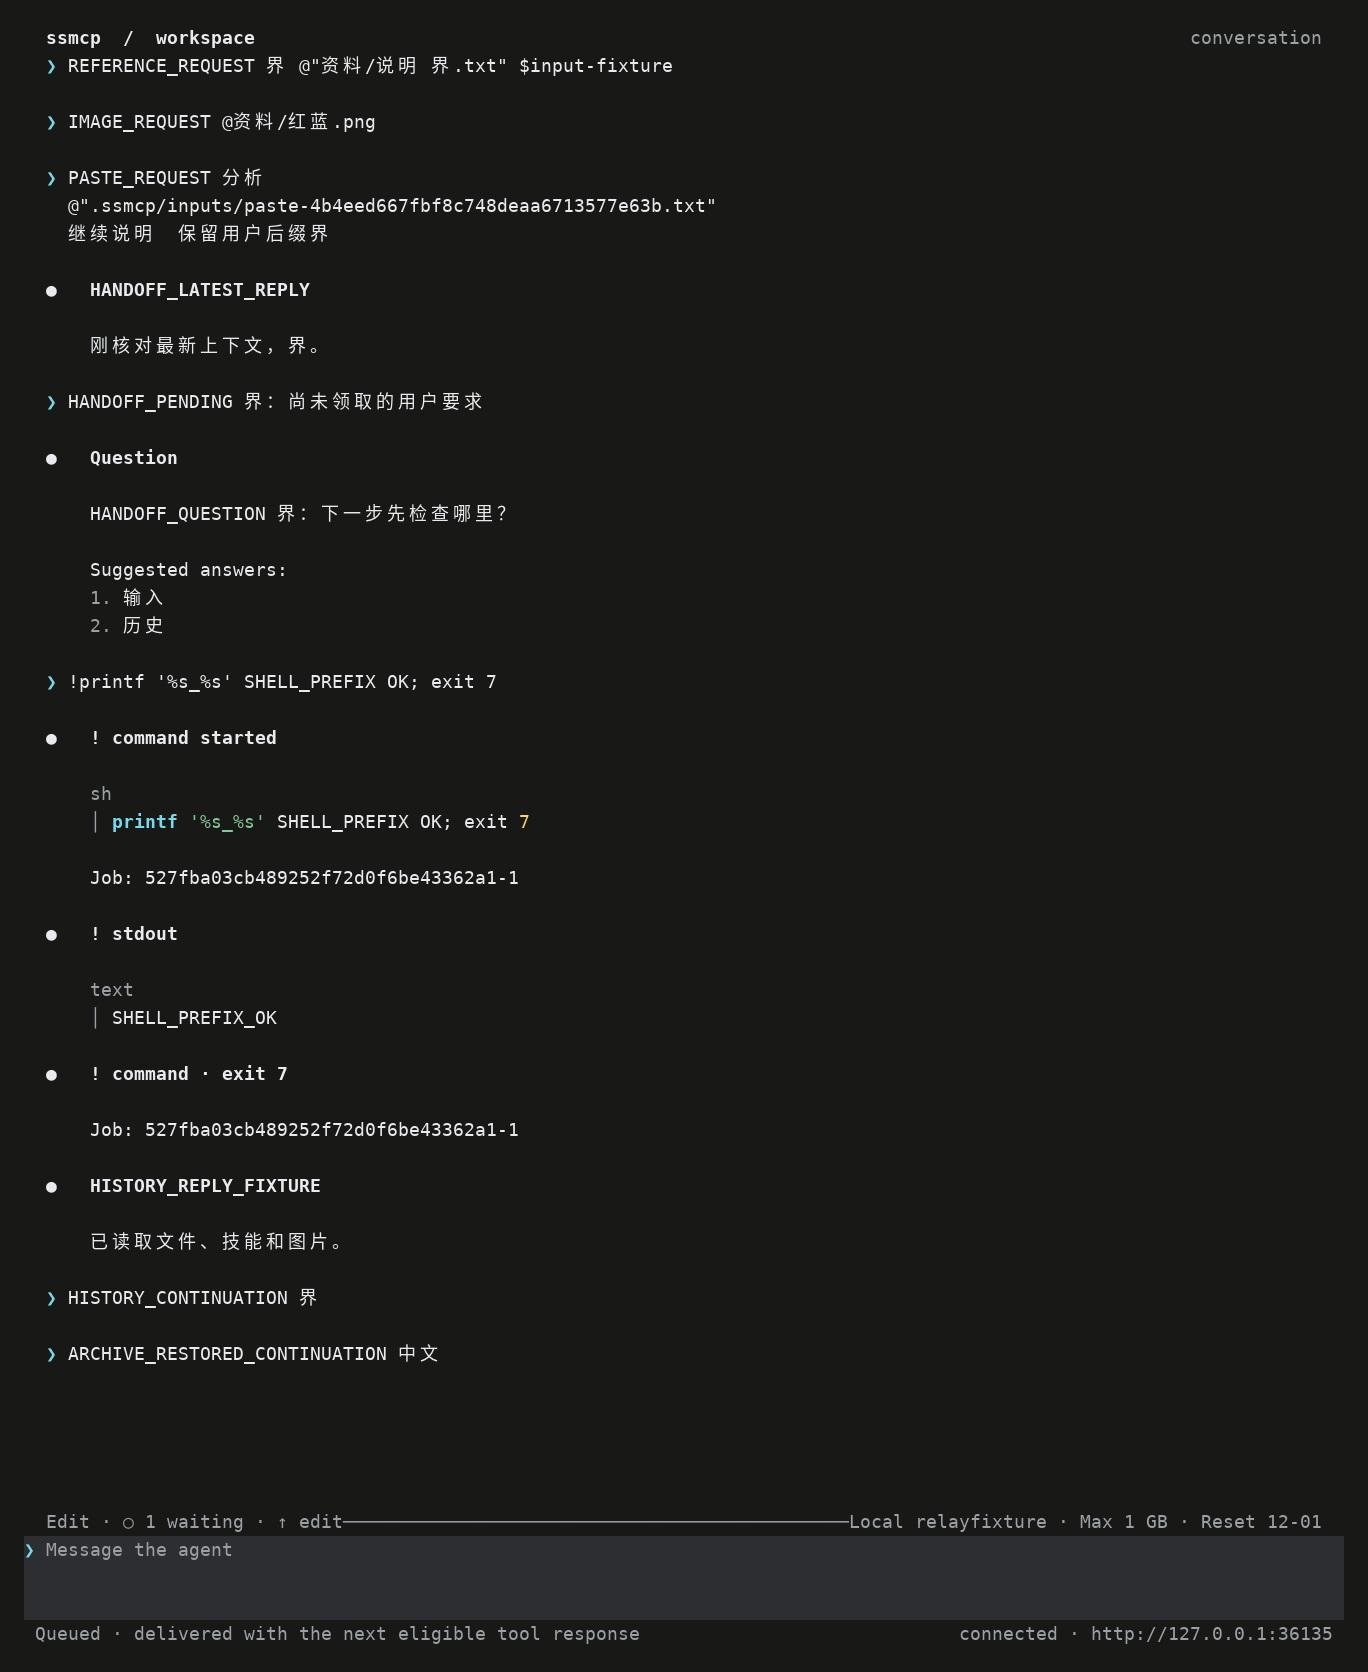 ssmcp / workspace conversation
❯ REFERENCE_REQUEST 界 @"资料/说明 界.txt" $input-fixture
❯ IMAGE_REQUEST @资料/红蓝.png
❯ PASTE_REQUEST 分析
@".ssmcp/inputs/paste-4b4eed667fbf8c748deaa6713577e63b.txt"
继续说明 保留用户后缀界
● HANDOFF_LATEST_REPLY
刚核对最新上下文，界。
❯ HANDOFF_PENDING 界：尚未领取的用户要求
● Question
HANDOFF_QUESTION 界：下一步先检查哪里？
Suggested answers:
1. 输入
2. 历史
❯ !printf '%s_%s' SHELL_PREFIX OK; exit 7
● ! command started
sh
│ printf '%s_%s' SHELL_PREFIX OK; exit 7
Job: 527fba03cb489252f72d0f6be43362a1-1
● ! stdout
text
│ SHELL_PREFIX_OK
● ! command · exit 7
Job: 527fba03cb489252f72d0f6be43362a1-1
● HISTORY_REPLY_FIXTURE
已读取文件、技能和图片。
❯ HISTORY_CONTINUATION 界
❯ ARCHIVE_RESTORED_CONTINUATION 中文
Edit · ○ 1 waiting · ↑ edit──────────────────────────────────────────────Local relayfixture · Max 1 GB · Reset 12-01
❯ Message the agent
Queued · delivered with the next eligible tool response connected · http://127.0.0.1:36135